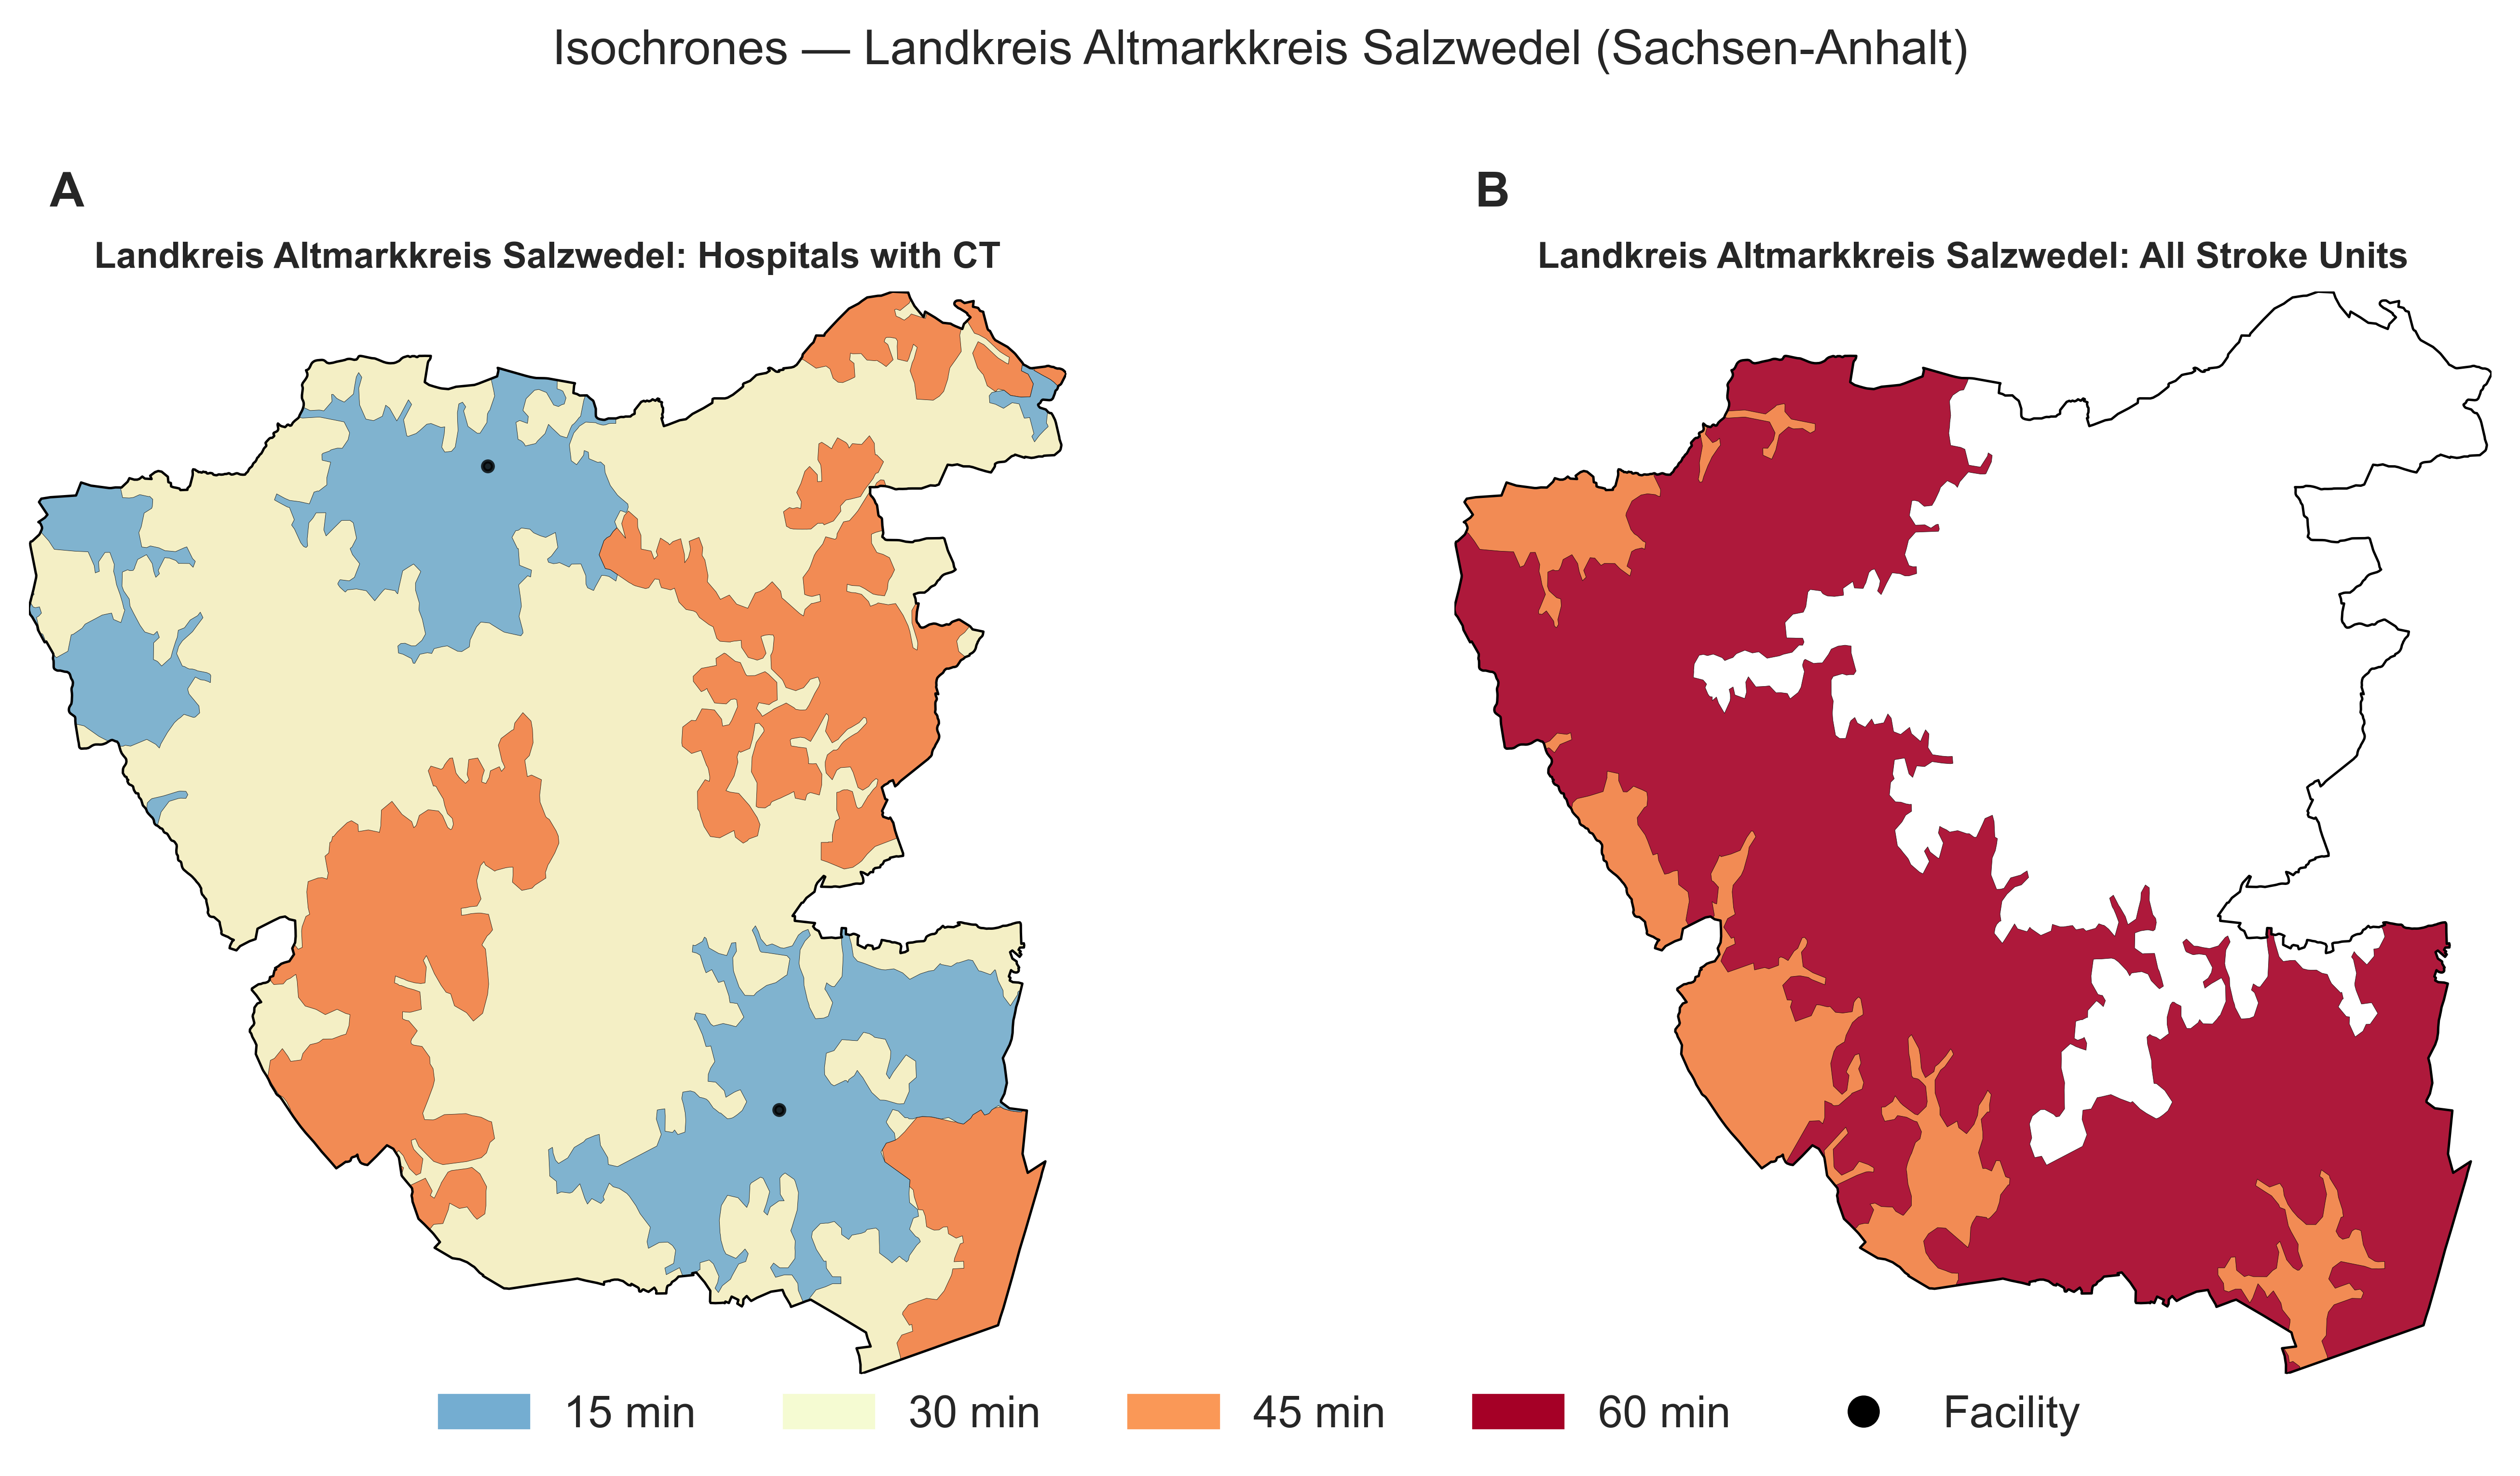 Isochrones — Landkreis Altmarkkreis Salzwedel (Sachsen-Anhalt)
A
Landkreis Altmarkkreis Salzwedel: Hospitals with CT
B
Landkreis Altmarkkreis Salzwedel: All Stroke Units
15 min
30 min
45 min
60 min
Facility